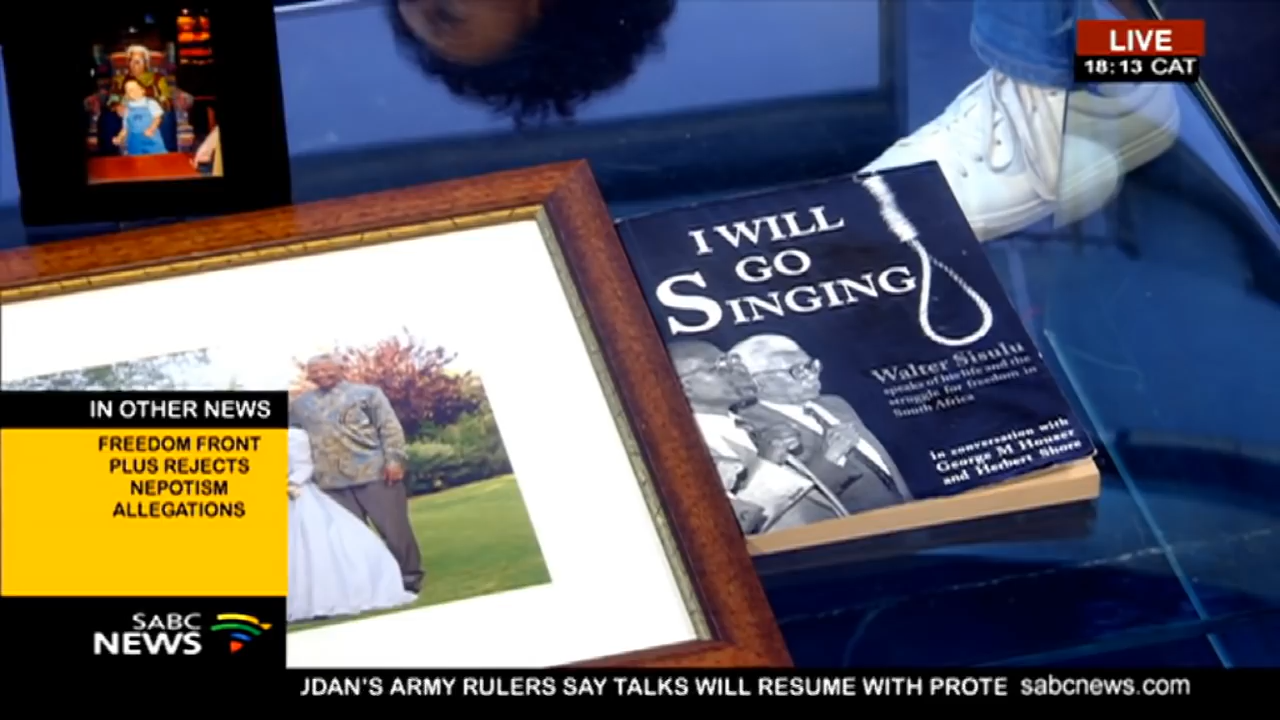 LIVE
18:13 CAT
I WILL
GO
SINGING
Walter Sisulu
speaks of his life and the
struggle for freedom in
South Africa
In conversation with
George M Houser
and Herbert Shore
IN OTHER NEWS
FREEDOM FRONT
PLUS REJECTS
NEPOTISM
ALLEGATIONS
SABC
NEWS
JDAN'S ARMY RULERS SAY TALKS WILL RESUME WITH PROTE sabcnews.com